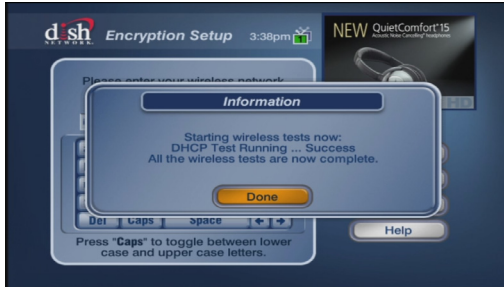 dish
NETWORK.
Encryption Setup
3:38pm
1
NEW QuietComfort®15
Acoustic Noise Cancelling® headphones
HD
Please enter your wireless network
Information
Starting wireless tests now:
DHCP Test Running ... Success
All the wireless tests are now complete.
Done
Del Caps Space
Help
Press "Caps" to toggle between lower
case and upper case letters.